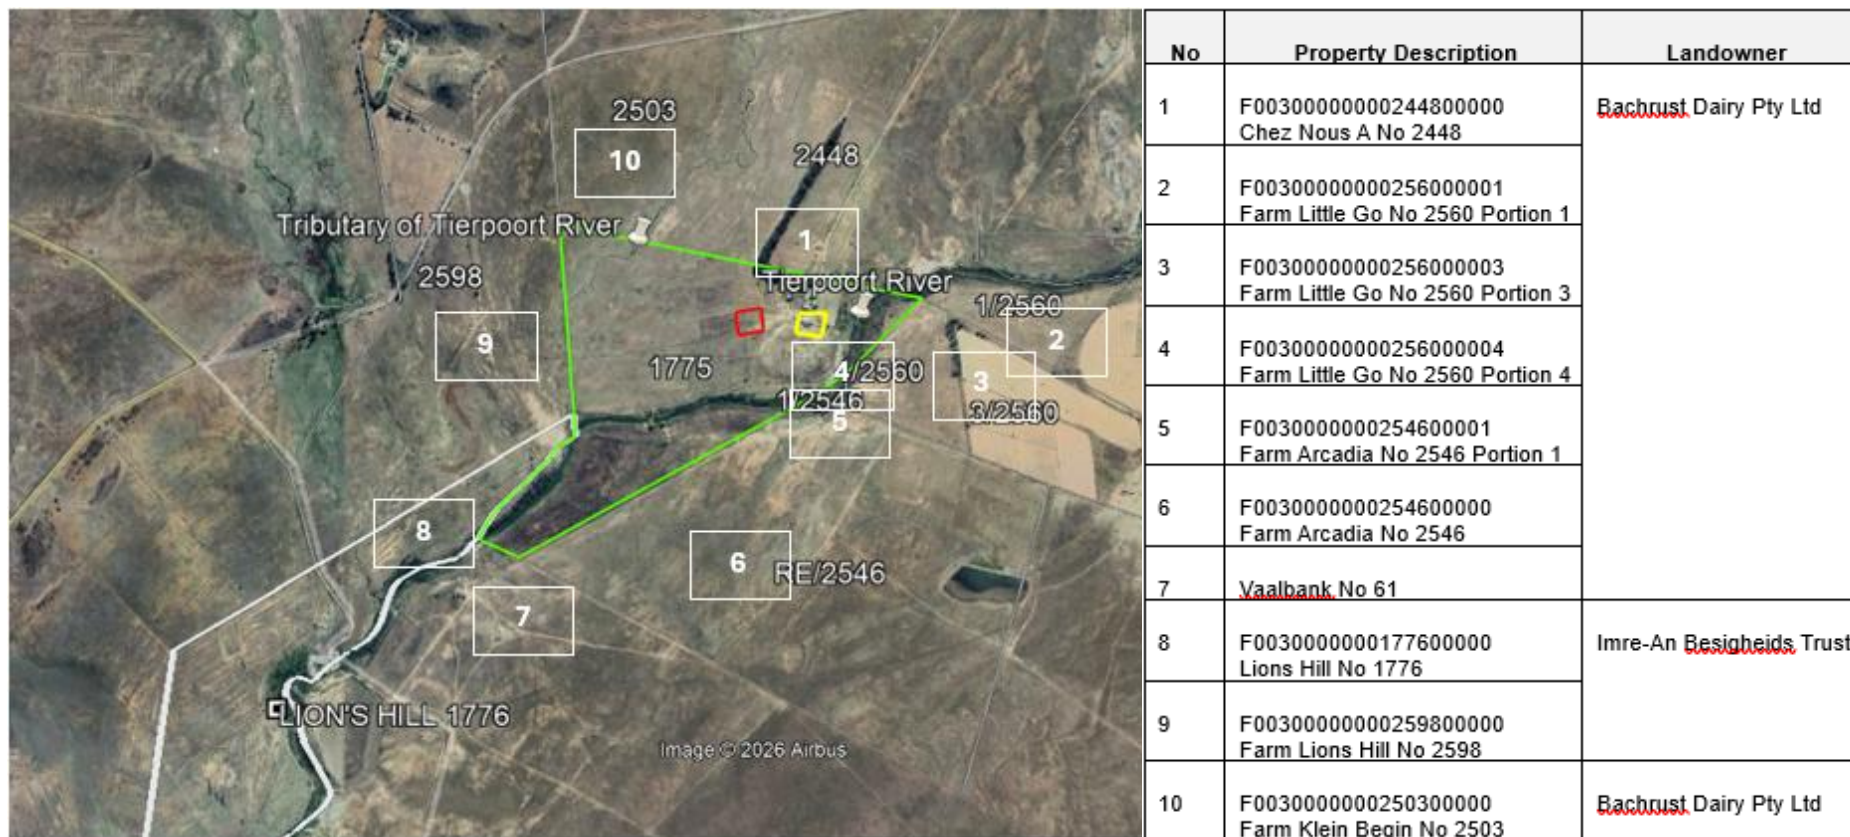 2503
10
2448
Tributary of Tierpoort River
1
2598
Tierpoort River
1/2560
2
9
1775
4/2560
3
1/2546
3/2560
5
8
6
RE/2546
7
LION'S HILL 1776
Image © 2026 Airbus
No Property Description Landowner
1 F00300000000244800000 Bachrust Dairy Pty Ltd
Chez Nous A No 2448
2 F00300000000256000001
Farm Little Go No 2560 Portion 1
3 F00300000000256000003
Farm Little Go No 2560 Portion 3
4 F00300000000256000004
Farm Little Go No 2560 Portion 4
5 F0030000000254600001
Farm Arcadia No 2546 Portion 1
6 F0030000000254600000
Farm Arcadia No 2546
7 Vaalbank No 61
8 F0030000000177600000 Imre-An Besigheids Trust
Lions Hill No 1776
9 F00300000000259800000
Farm Lions Hill No 2598
10 F0030000000250300000 Bachrust Dairy Pty Ltd
Farm Klein Begin No 2503